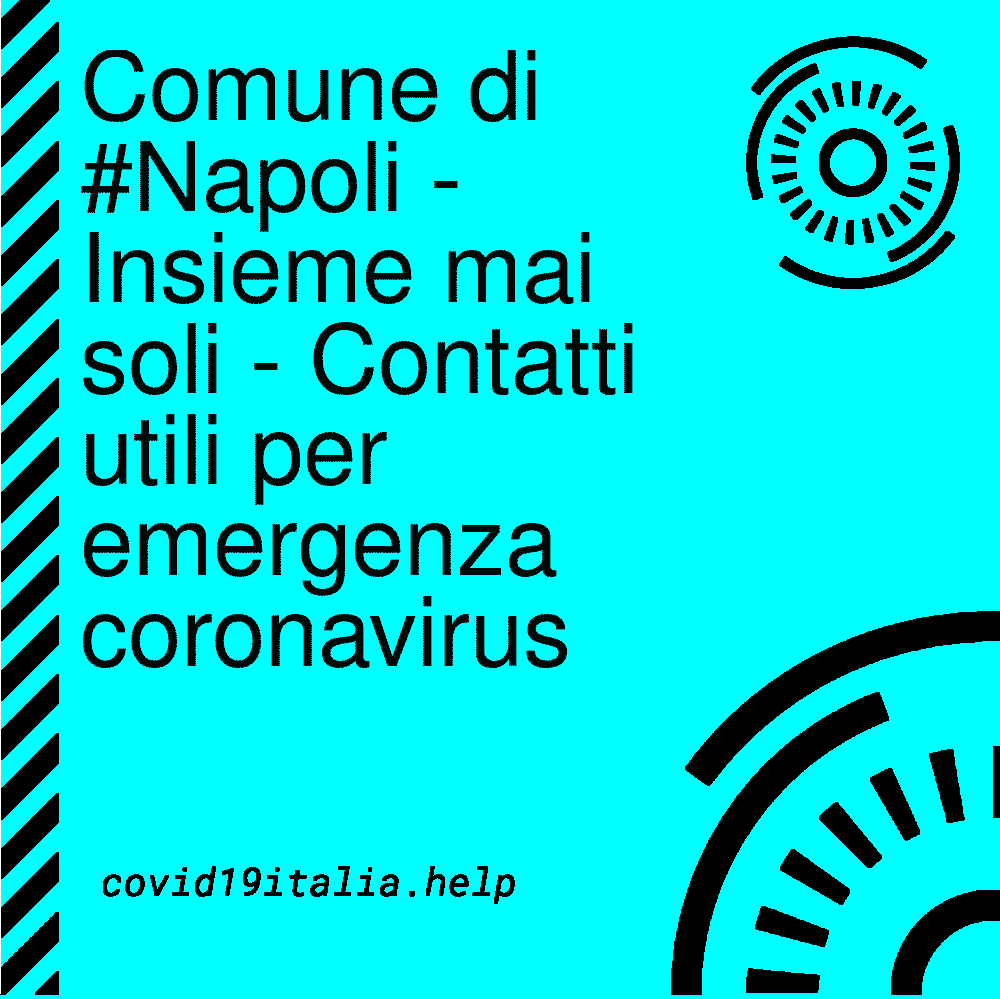 Comune di
#Napoli -
Insieme mai
soli - Contatti
utili per
emergenza
coronavirus
covid19italia.help